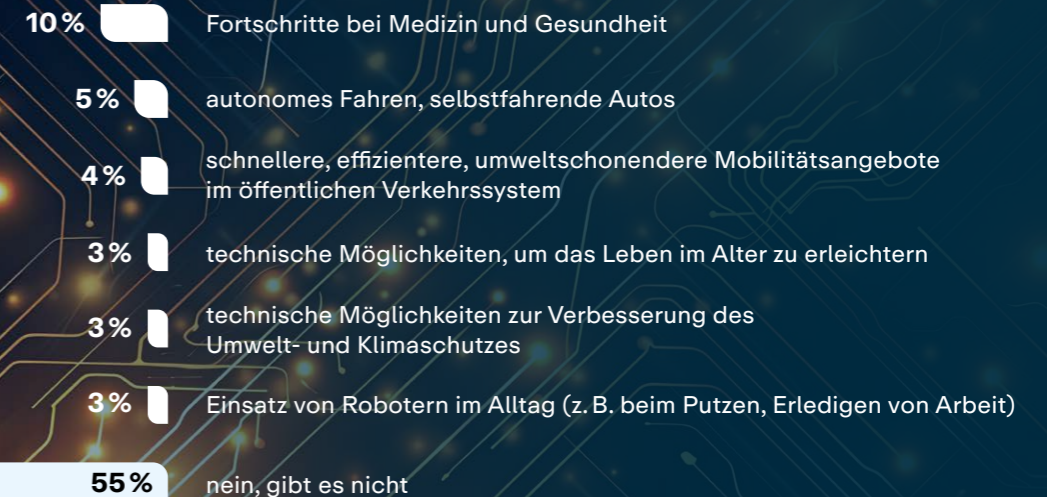 10 % Fortschritte bei Medizin und Gesundheit
5 % autonomes Fahren, selbstfahrende Autos
4 % schnellere, effizientere, umweltschonendere Mobilitätsangebote
im öffentlichen Verkehrssystem
3 % technische Möglichkeiten, um das Leben im Alter zu erleichtern
3 % technische Möglichkeiten zur Verbesserung des
Umwelt- und Klimaschutzes
3 % Einsatz von Robotern im Alltag (z. B. beim Putzen, Erledigen von Arbeit)
55 % nein, gibt es nicht